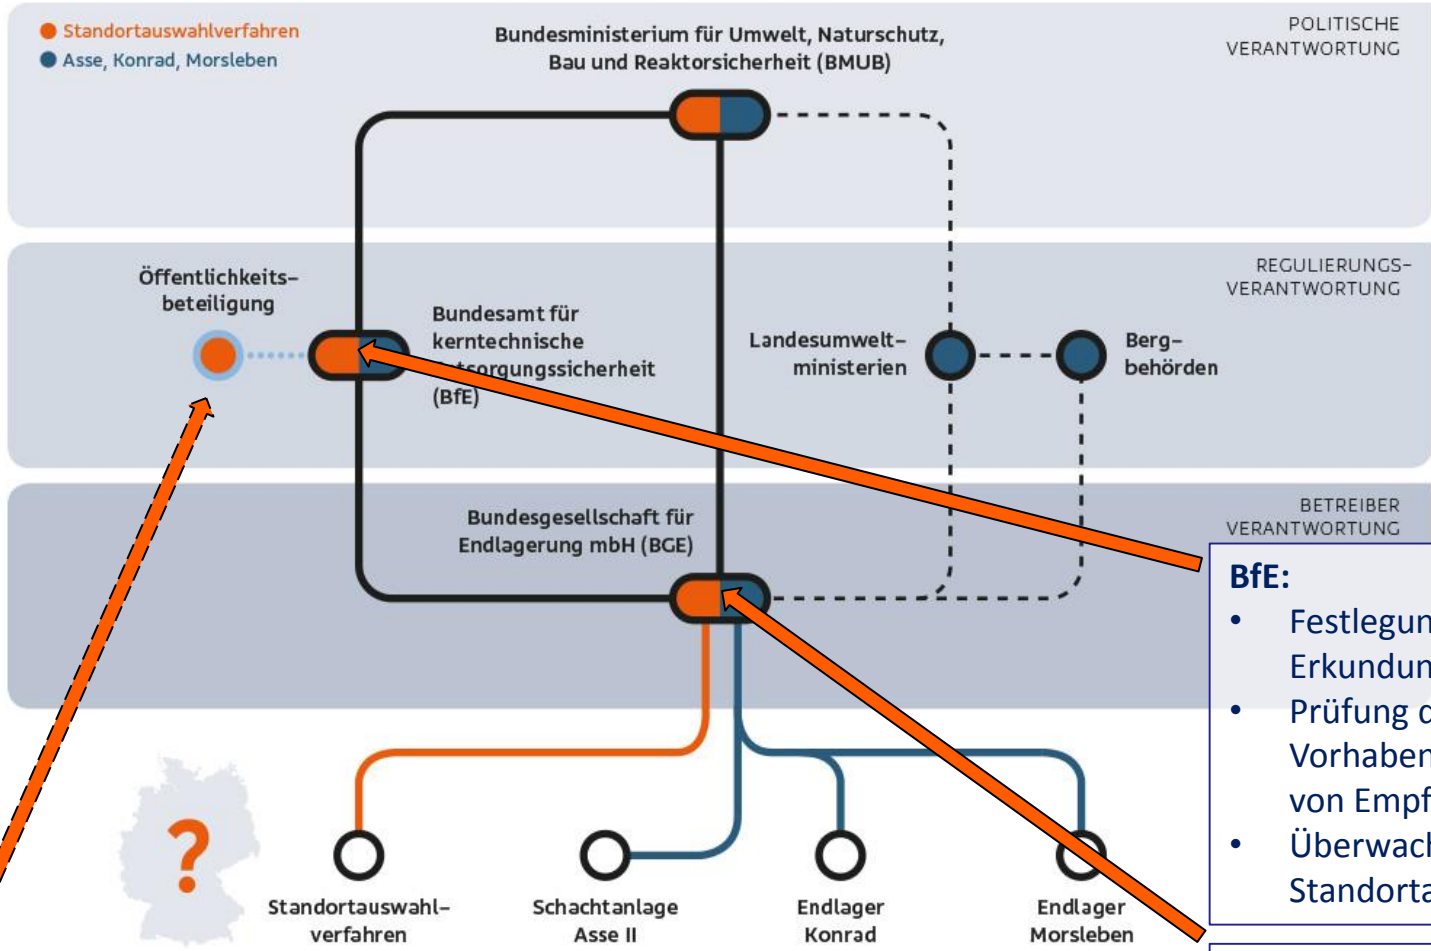 Standortauswahlverfahren
Asse, Konrad, Morsleben
Bundesministerium für Umwelt, Naturschutz,
Bau und Reaktorsicherheit (BMUB)
POLITISCHE
VERANTWORTUNG
Öffentlichkeits-
beteiligung
Bundesamt für
kerntechnische
tsorgungssicherheit
(BfE)
Landesumwelt-
ministerien
Berg-
behörden
REGULIERUNGS-
VERANTWORTUNG
Bundesgesellschaft für
Endlagerung mbH (BGE)
BETREIBER
VERANTWORTUNG
BfE:
• Festlegun
Erkundun
• Prüfung d
Vorhaben
von Empf
• Überwach
Standorta
?
Standortauswahl-
verfahren
Schachtanlage
Asse II
Endlager
Konrad
Endlager
Morsleben